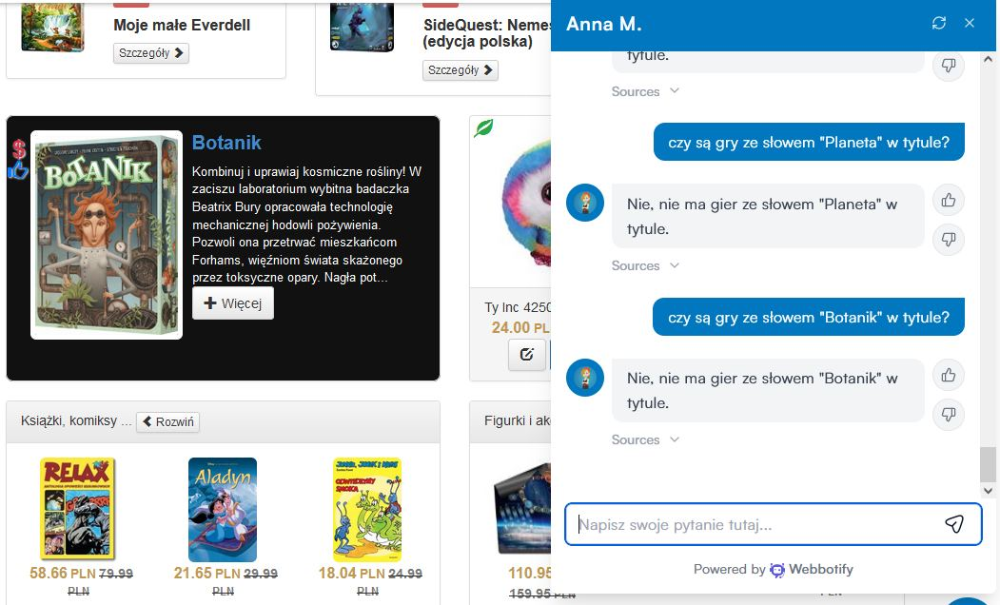 Moje małe Everdell
Szczegóły
SideQuest: Nemes
(edycja polska)
Szczegóły
BOTANIK
Botanik
Kombinuj i uprawiaj kosmiczne rośliny! W
zaciszu laboratorium wybitna badaczka
Beatrix Bury opracowała technologię
mechanicznej hodowli pożywienia.
Pozwoli ona przetrwać mieszkańcom
Forhams, więźniom świata skażonego
przez toksyczne opary. Nagła pot...
Więcej
Ty Inc 4250
24.00 PL
Książki, komiksy ...
Rozwiń
Figurki i ak
RELAX
Aladyn
58.66 PLN 79.99
PLN
21.65 PLN 29.99
PLN
18.04 PLN 24.99
PLN
110.95
159.95 PLN
PLN
Anna M.
tytule.
Sources
czy są gry ze słowem "Planeta" w tytule?
Nie, nie ma gier ze słowem "Planeta" w
tytule.
Sources
czy są gry ze słowem "Botanik" w tytule?
Nie, nie ma gier ze słowem "Botanik" w
tytule.
Sources
Napisz swoje pytanie tutaj...
Powered by Webbotify